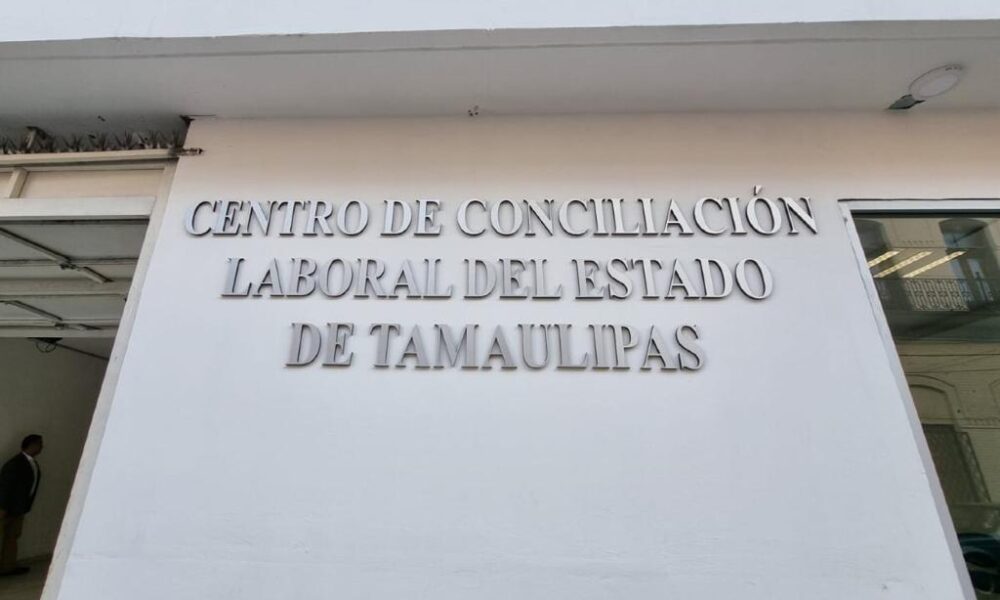 CENTRO DE CONCILIACIÓN
LABORAL DEL ESTADO
DE TAMAULIPAS